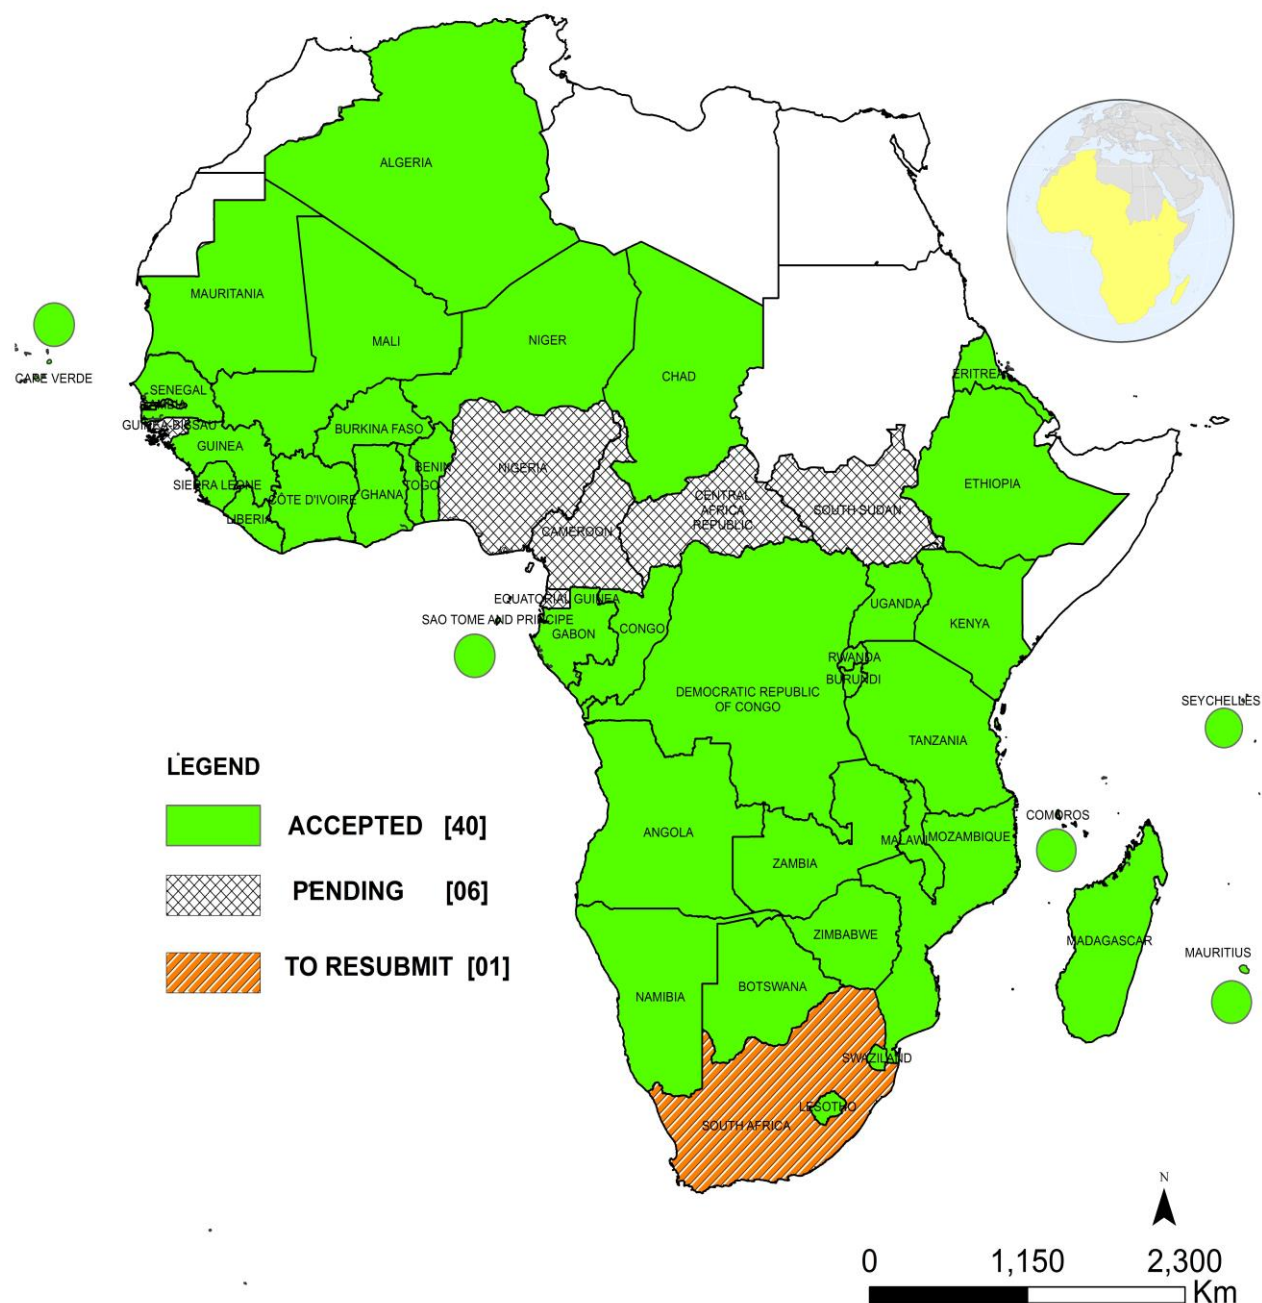 ALGERIA
MAURITANIA
MALI
NIGER
CHAD
ERITREA
CAPE VERDE
SENEGAL
GAMBIA
GUINEA-BISSAU
GUINEA
BURKINA FASO
BENIN
NIGERIA
TOGO
GHANA
SIERRA LEONE
CÔTE D'IVOIRE
LIBERIA
ETHIOPIA
CENTRAL
AFRICA
REPUBLIC
SOUTH SUDAN
CAMEROON
EQUATORIAL GUINEA
SAO TOME AND PRINCIPE
GABON
CONGO
UGANDA
KENYA
RWANDA
BURUNDI
DEMOCRATIC REPUBLIC
OF CONGO
SEYCHELLES
TANZANIA
COMOROS
ANGOLA
MALAWI
MOZAMBIQUE
ZAMBIA
ZIMBABWE
MADAGASCAR
MAURITIUS
NAMIBIA
BOTSWANA
SWAZILAND
LESOTHO
SOUTH AFRICA
LEGEND
ACCEPTED [40]
PENDING [06]
TO RESUBMIT [01]
N
0 1,150 2,300
Km